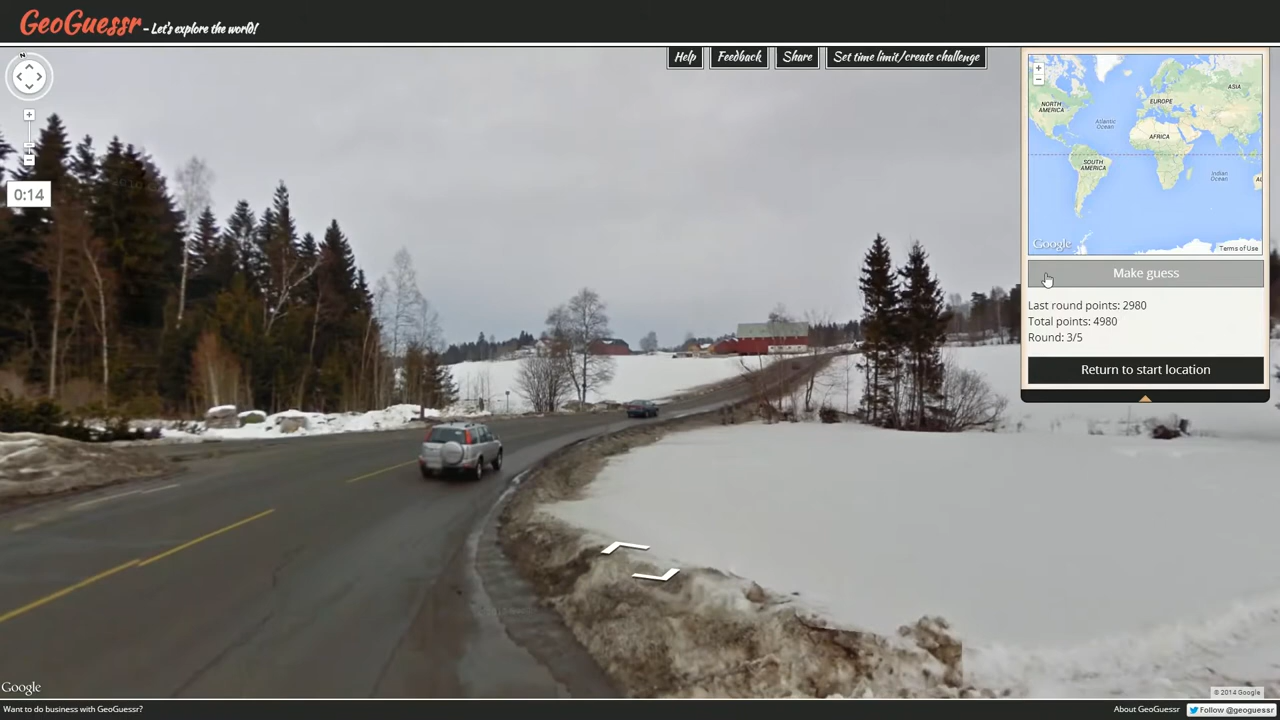 GeoGuessr - Let's explore the world!
Help
Feedback
Share
Set time limit/create challenge
N
+
-
0:14
+
-
NORTH
AMERICA
EUROPE
ASIA
Atlantic
Ocean
AFRICA
SOUTH
AMERICA
Indian
Ocean
AU
Google
Terms of Use
Make guess
Last round points: 2980
Total points: 4980
Round: 3/5
Return to start location
Google
© 2014 Google
Want to do business with GeoGuessr?
About GeoGuessr
Follow @geoguessr